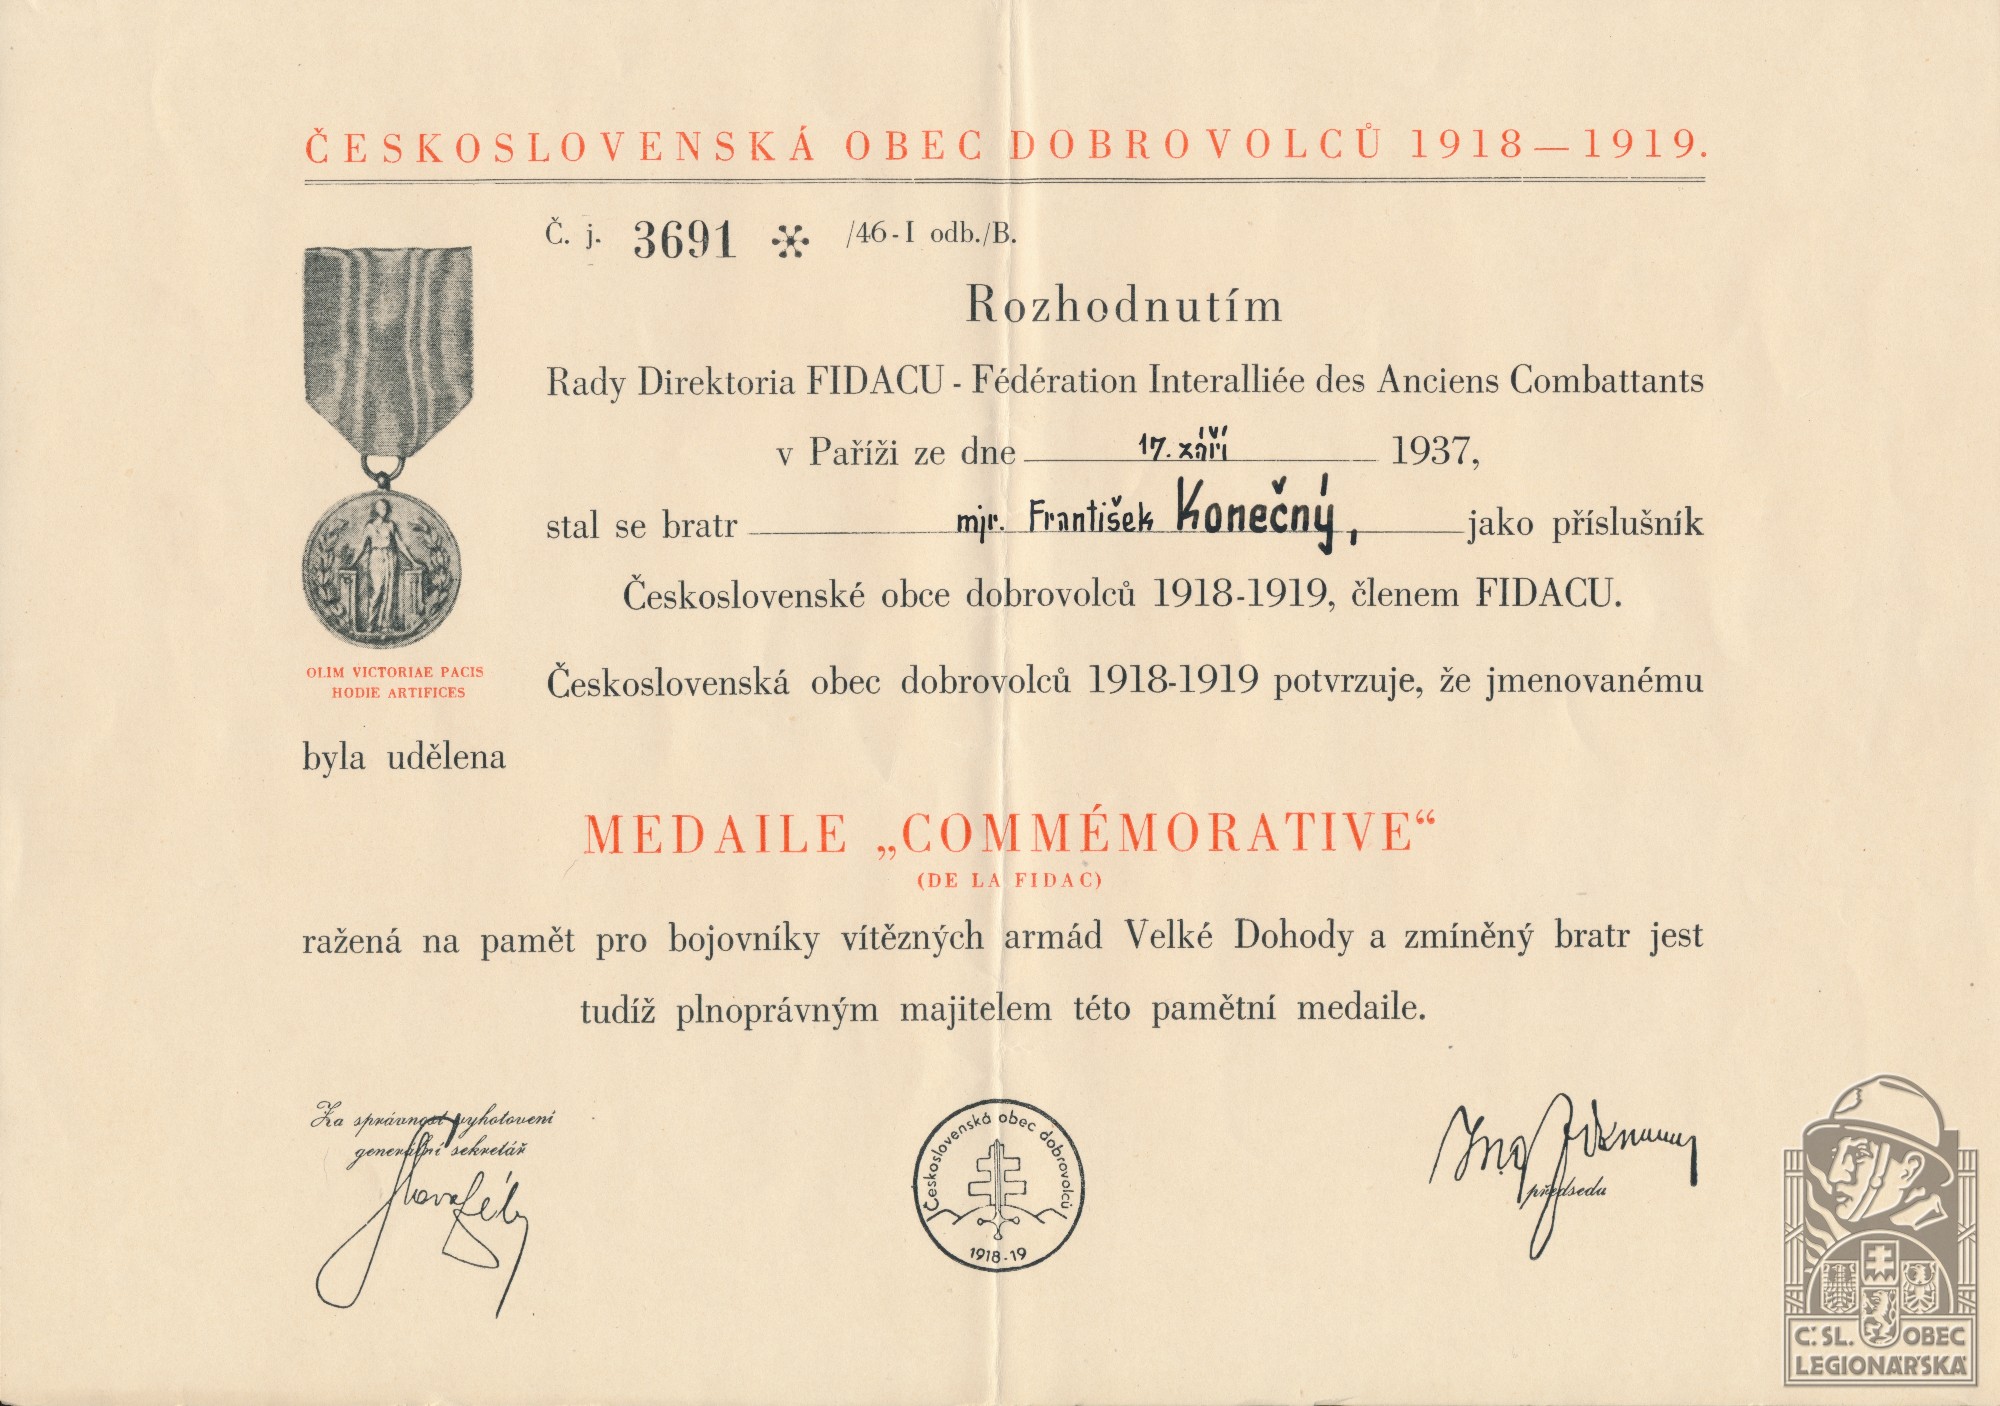 ČESKOSLOVENSKÁ OBEC DOBROVOLCŮ 1918—1919.
Č. j. 3691 /46-I odb./B.
Rozhodnutím
Rady Direktoria FIDACU - Fédération Interalliée des Anciens Combattants
v Paříži ze dne 17. září 1937,
stal se bratr mjr. František Konečný, jako příslušník
Československé obce dobrovolců 1918-1919, členem FIDACU.
OLIM VICTORIAE PACIS
HODIE ARTIFICES
Československá obec dobrovolců 1918-1919 potvrzuje, že jmenovanému
byla udělena
MEDAILE „COMMÉMORATIVE“
(DE LA FIDAC)
ražená na pamět pro bojovníky vítězných armád Velké Dohody a zmíněný bratr jest
tudíž plnoprávným majitelem této pamětní medaile.
Za správnost vyhotovení
generální sekretář
Československá obec dobrovolců
1918-19
Ing
předseda
Č.SL. OBEC
LEGIONÁŘSKÁ